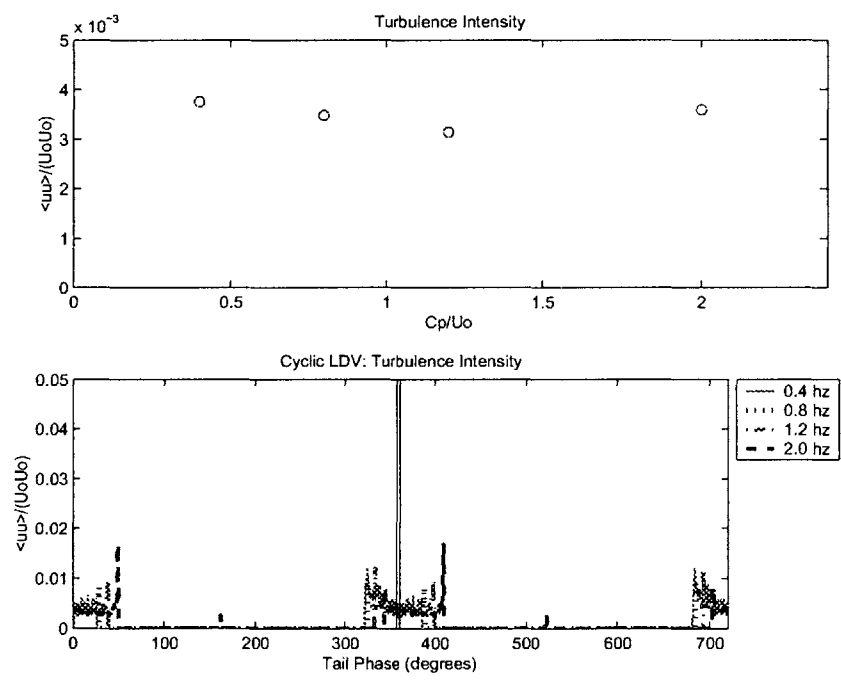 Turbulence Intensity
x 10⁻³
5
4
3
2
1
0
<uu>/(UoUo)
0 0.5 1 1.5 2
Cp/Uo
Cyclic LDV: Turbulence Intensity
0.05
0.04
0.03
0.02
0.01
0
<uu>/(UoUo)
0 100 200 300 400 500 600 700
Tail Phase (degrees)
0.4 hz
0.8 hz
1.2 hz
2.0 hz